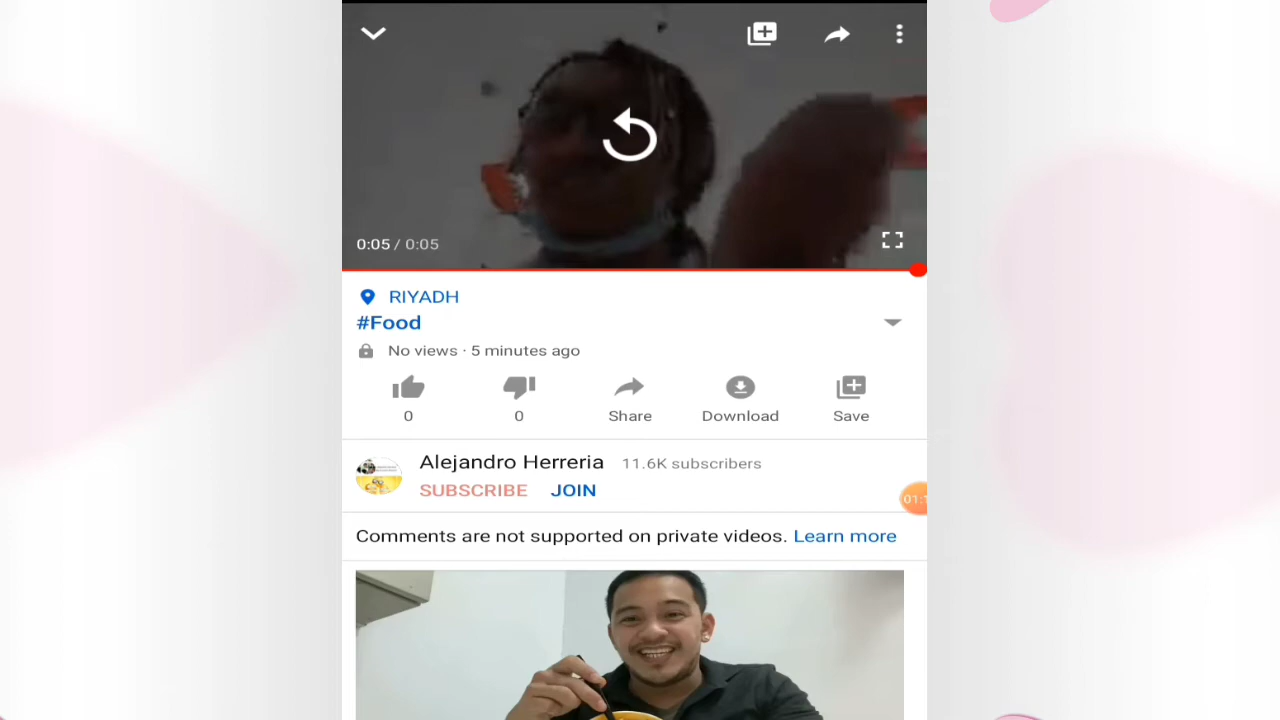 0:05 / 0:05
RIYADH
#Food
No views · 5 minutes ago
0
0
Share
Download
Save
Alejandro Herreria 11.6K subscribers
SUBSCRIBE JOIN
Comments are not supported on private videos. Learn more